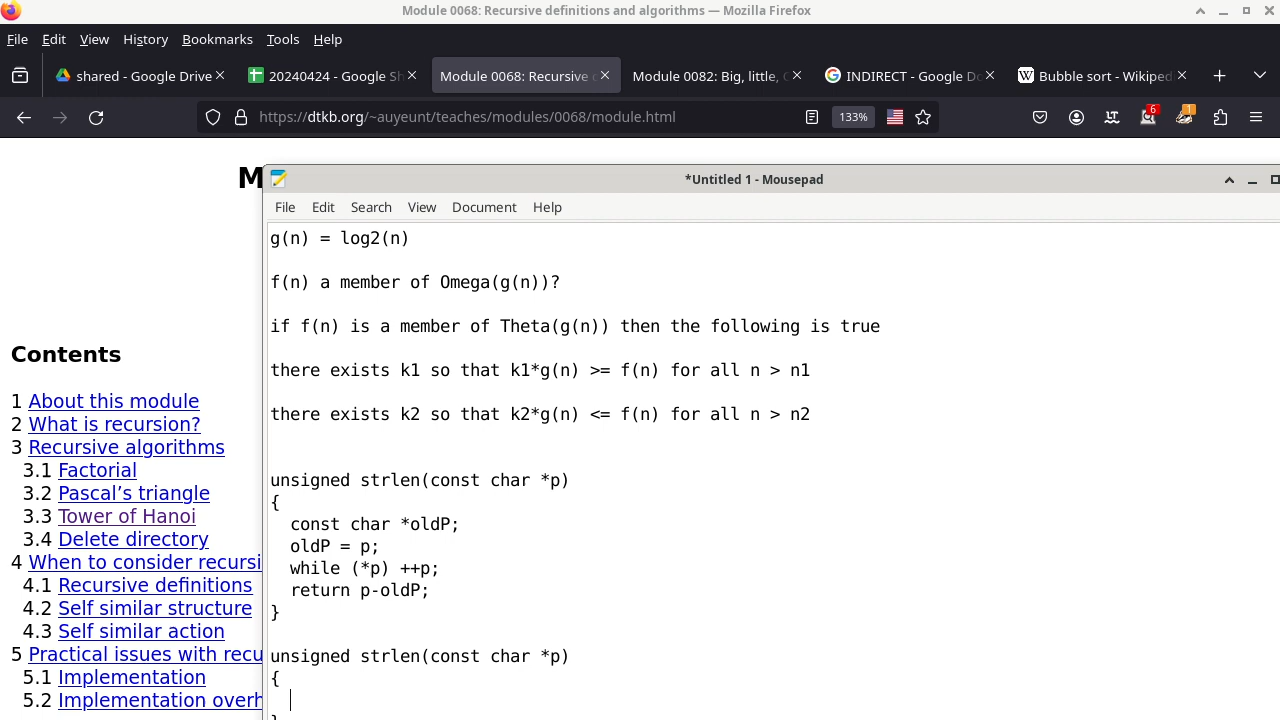 Module 0068: Recursive definitions and algorithms — Mozilla Firefox
File Edit View History Bookmarks Tools Help
shared - Google Drive
20240424 - Google Sh
Module 0068: Recursive d
Module 0082: Big, little,
INDIRECT - Google Do
Bubble sort - Wikiped
https://dtkb.org/~auyeunt/teaches/modules/0068/module.html
133%
6
1
M
*Untitled 1 - Mousepad
File Edit Search View Document Help
g(n) = log2(n)
f(n) a member of Omega(g(n))?
if f(n) is a member of Theta(g(n)) then the following is true
there exists k1 so that k1*g(n) >= f(n) for all n > n1
there exists k2 so that k2*g(n) <= f(n) for all n > n2
unsigned strlen(const char *p)
{
const char *oldP;
oldP = p;
while (*p) ++p;
return p-oldP;
}
unsigned strlen(const char *p)
{
}
Contents
1 About this module
2 What is recursion?
3 Recursive algorithms
3.1 Factorial
3.2 Pascal’s triangle
3.3 Tower of Hanoi
3.4 Delete directory
4 When to consider recursi
4.1 Recursive definitions
4.2 Self similar structure
4.3 Self similar action
5 Practical issues with recu
5.1 Implementation
5.2 Implementation overh